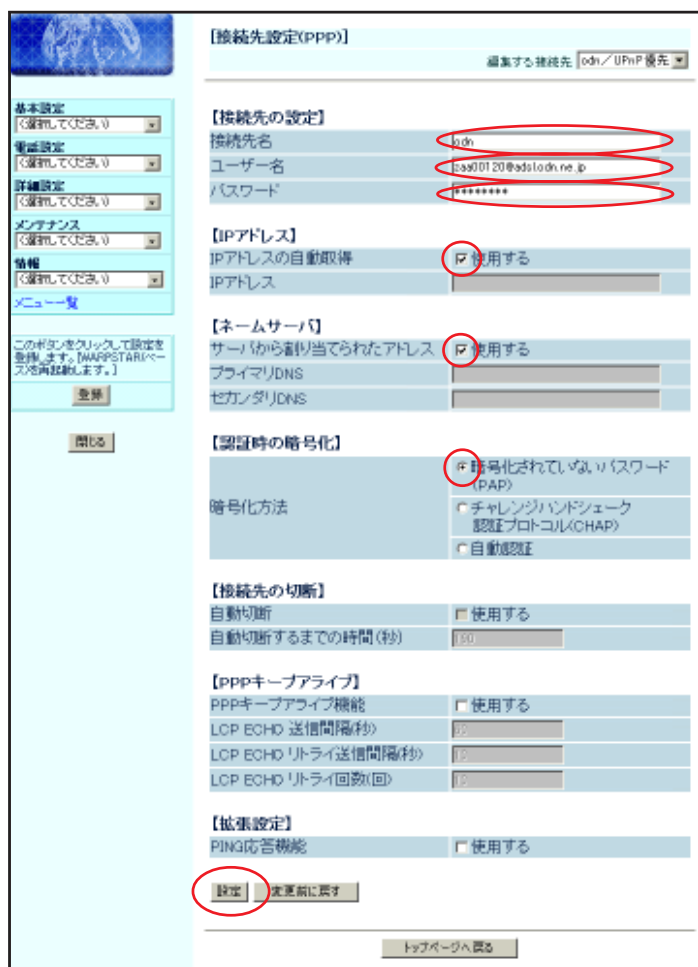 [接続先設定(PPP)]
編集する接続先 odn／UPnP優先
基本設定
(選択してください)
電話設定
(選択してください)
詳細設定
(選択してください)
メンテナンス
(選択してください)
情報
(選択してください)
メニュー一覧
このボタンをクリックして設定を
登録します。[WARPSTAR(ベー
ス)を再起動します。]
登録
閉じる
【接続先の設定】
接続先名 odn
ユーザー名 zaa00120@adsl.odn.ne.jp
パスワード ********
【IPアドレス】
IPアドレスの自動取得 使用する
IPアドレス
【ネームサーバ】
サーバから割り当てられたアドレス 使用する
プライマリDNS
セカンダリDNS
【認証時の暗号化】
暗号化方法
暗号化されていないパスワード
(PAP)
チャレンジハンドシェーク
認証プロトコル(CHAP)
自動認証
【接続先の切断】
自動切断 使用する
自動切断するまでの時間(秒)
【PPPキープアライブ】
PPPキープアライブ機能 使用する
LCP ECHO 送信間隔(秒)
LCP ECHO リトライ送信間隔(秒) 10
LCP ECHO リトライ回数(回) 10
【拡張設定】
PING応答機能 使用する
設定 変更前に戻す
トップページへ戻る